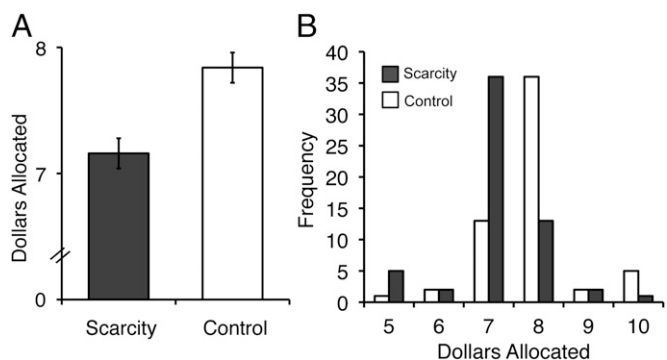 A
Dollars Allocated
8
7
0
Scarcity
Control
B
Scarcity
Control
Frequency
40
35
30
25
20
15
10
5
0
5 6 7 8 9 10
Dollars Allocated